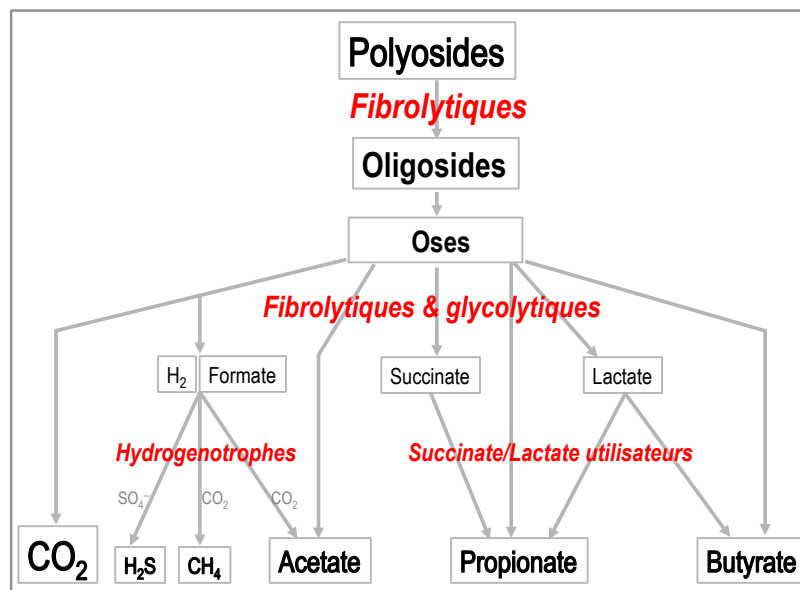 Polyosides
Fibrolytiques
Oligosides
Oses
Fibrolytiques & glycolytiques
H₂ Formate Succinate Lactate
Hydrogenotrophes Succinate/Lactate utilisateurs
SO₄⁻⁻ CO₂ CO₂
CO₂ H₂S CH₄ Acetate Propionate Butyrate